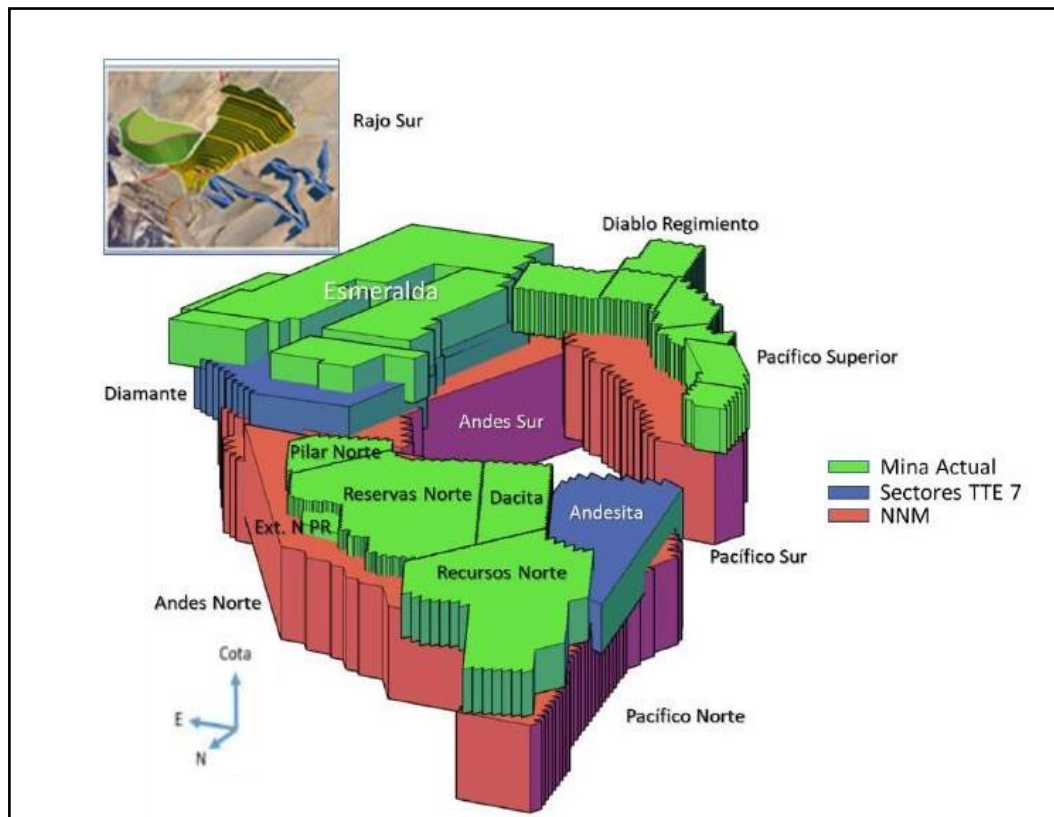 Rajo Sur
Diablo Regimiento
Esmeralda
Pacífico Superior
Diamante
Andes Sur
Pilar Norte
Mina Actual
Reservas Norte
Dacita
Sectores TTE 7
Andesita
NNM
Ext. N PR
Pacífico Sur
Recursos Norte
Andes Norte
Cota
Pacífico Norte
E
N